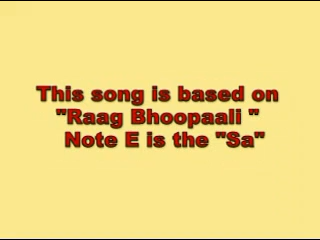 This song is based on
"Raag Bhoopaali "
Note E is the "Sa"